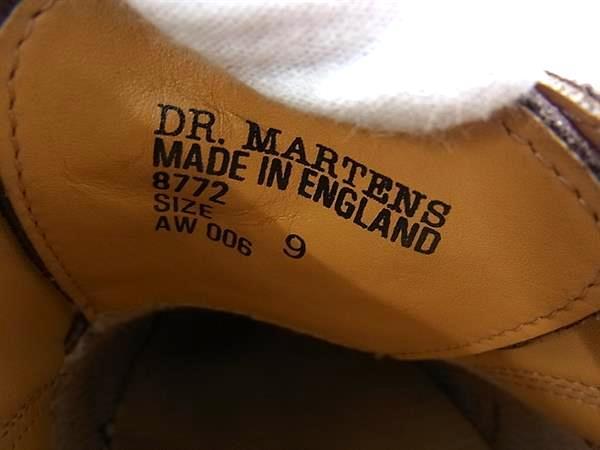 DR. MARTENS
MADE IN ENGLAND
8772
SIZE
AW 006 9